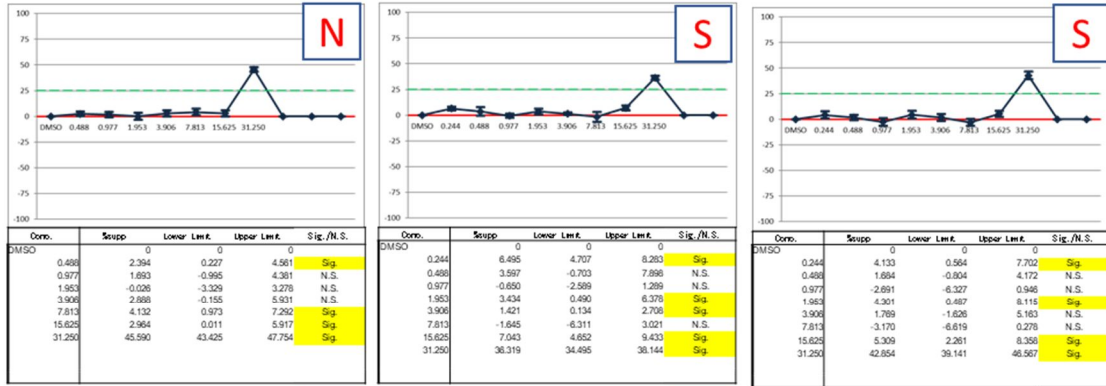 N
100
75
50
25
0
-25
-50
-75
-100
DMSO 0.488 0.977 1.953 3.906 7.813 15.625 31.250
Conc. %supp Lower Limit Upper Limit Sig./N.S.
DMSO 0 0 0
0.488 2.394 0.227 4.561 Sig.
0.977 1.693 -0.995 4.381 N.S.
1.953 -0.026 -3.329 3.278 N.S.
3.906 2.888 -0.155 5.931 N.S.
7.813 4.132 0.973 7.292 Sig.
15.625 2.964 0.011 5.917 Sig.
31.250 45.590 43.425 47.754 Sig.
S
100
75
50
25
0
-25
-50
-75
-100
DMSO 0.244 0.488 0.977 1.953 3.906 7.813 15.625 31.250
Conc. %supp Lower Limit Upper Limit Sig./N.S.
DMSO 0 0 0
0.244 6.495 4.707 8.283 Sig.
0.488 3.597 -0.703 7.898 N.S.
0.977 -0.650 -2.589 1.289 N.S.
1.953 3.434 0.490 6.378 Sig.
3.906 1.421 0.134 2.708 Sig.
7.813 -1.645 -6.311 3.021 N.S.
15.625 7.043 4.652 9.433 Sig.
31.250 36.319 34.495 38.144 Sig.
S
100
75
50
25
0
-25
-50
-75
-100
DMSO 0.244 0.488 0.977 1.953 3.906 7.813 15.625 31.250
Conc. %supp Lower Limit Upper Limit Sig./N.S.
DMSO 0 0 0
0.244 4.133 0.564 7.702 Sig.
0.488 1.684 -0.804 4.172 N.S.
0.977 -2.691 -6.327 0.946 N.S.
1.953 4.301 0.487 8.115 Sig.
3.906 1.769 -1.626 5.163 N.S.
7.813 -3.170 -6.619 0.278 N.S.
15.625 5.309 2.261 8.358 Sig.
31.250 42.854 39.141 46.567 Sig.